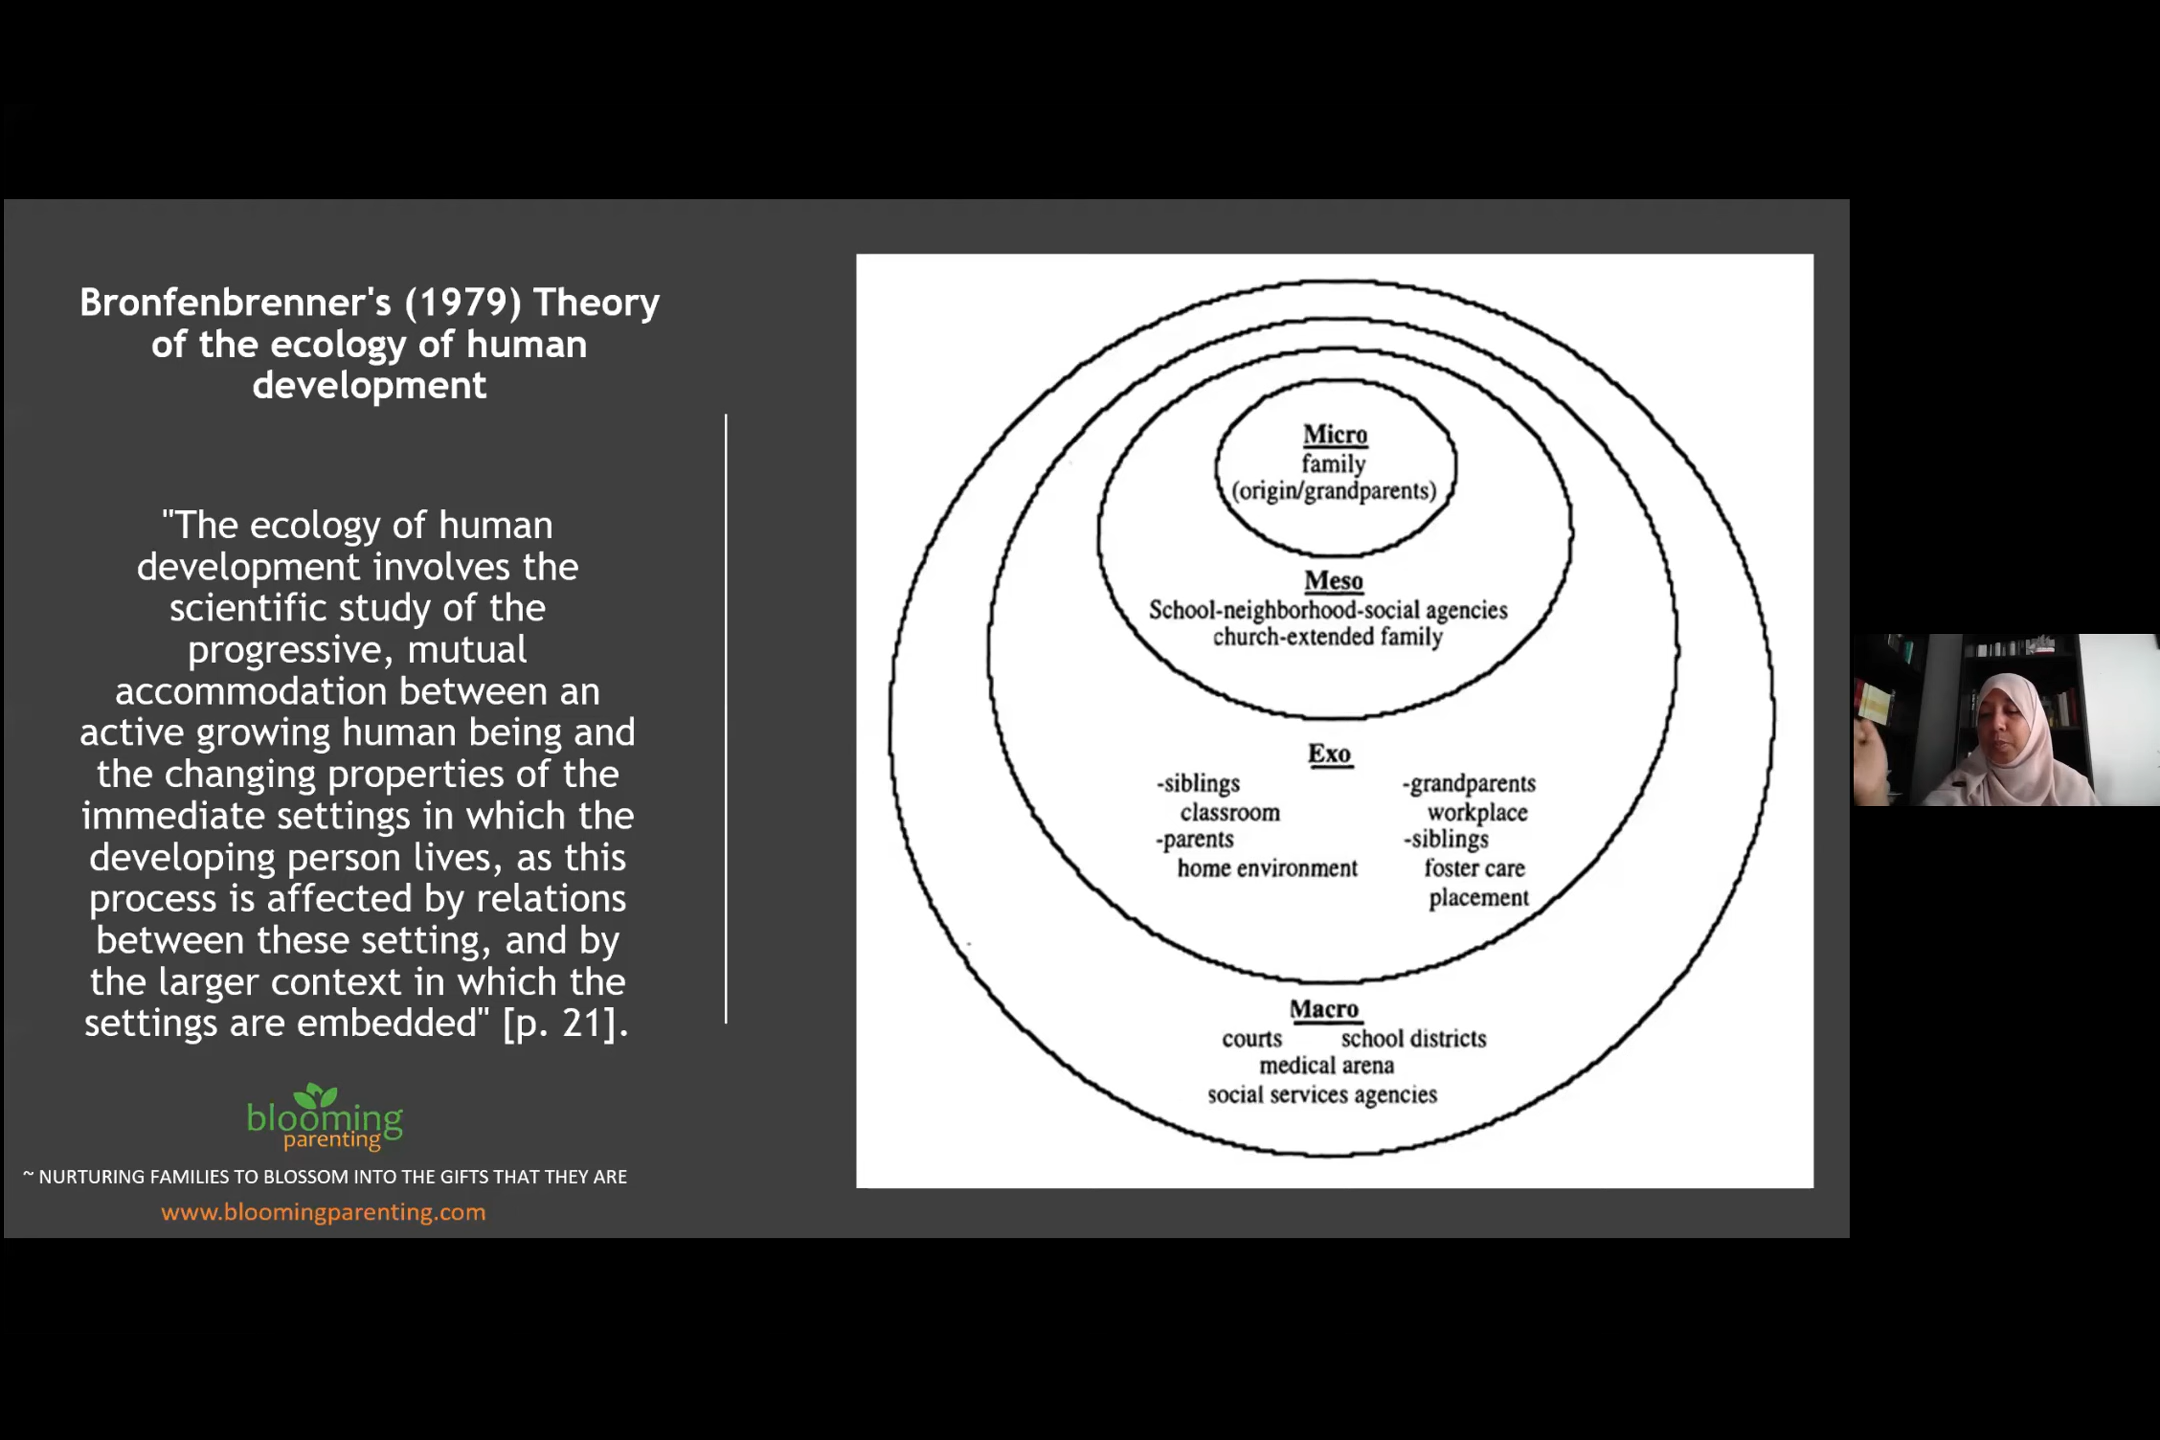 Bronfenbrenner's (1979) Theory
of the ecology of human
development
"The ecology of human
development involves the
scientific study of the
progressive, mutual
accommodation between an
active growing human being and
the changing properties of the
immediate settings in which the
developing person lives, as this
process is affected by relations
between these setting, and by
the larger context in which the
settings are embedded" [p. 21].
blooming
parenting
~ NURTURING FAMILIES TO BLOSSOM INTO THE GIFTS THAT THEY ARE
www.bloomingparenting.com
Micro
family
(origin/grandparents)
Meso
School-neighborhood-social agencies
church-extended family
Exo
-siblings
classroom
-parents
home environment
-grandparents
workplace
-siblings
foster care
placement
Macro
courts school districts
medical arena
social services agencies